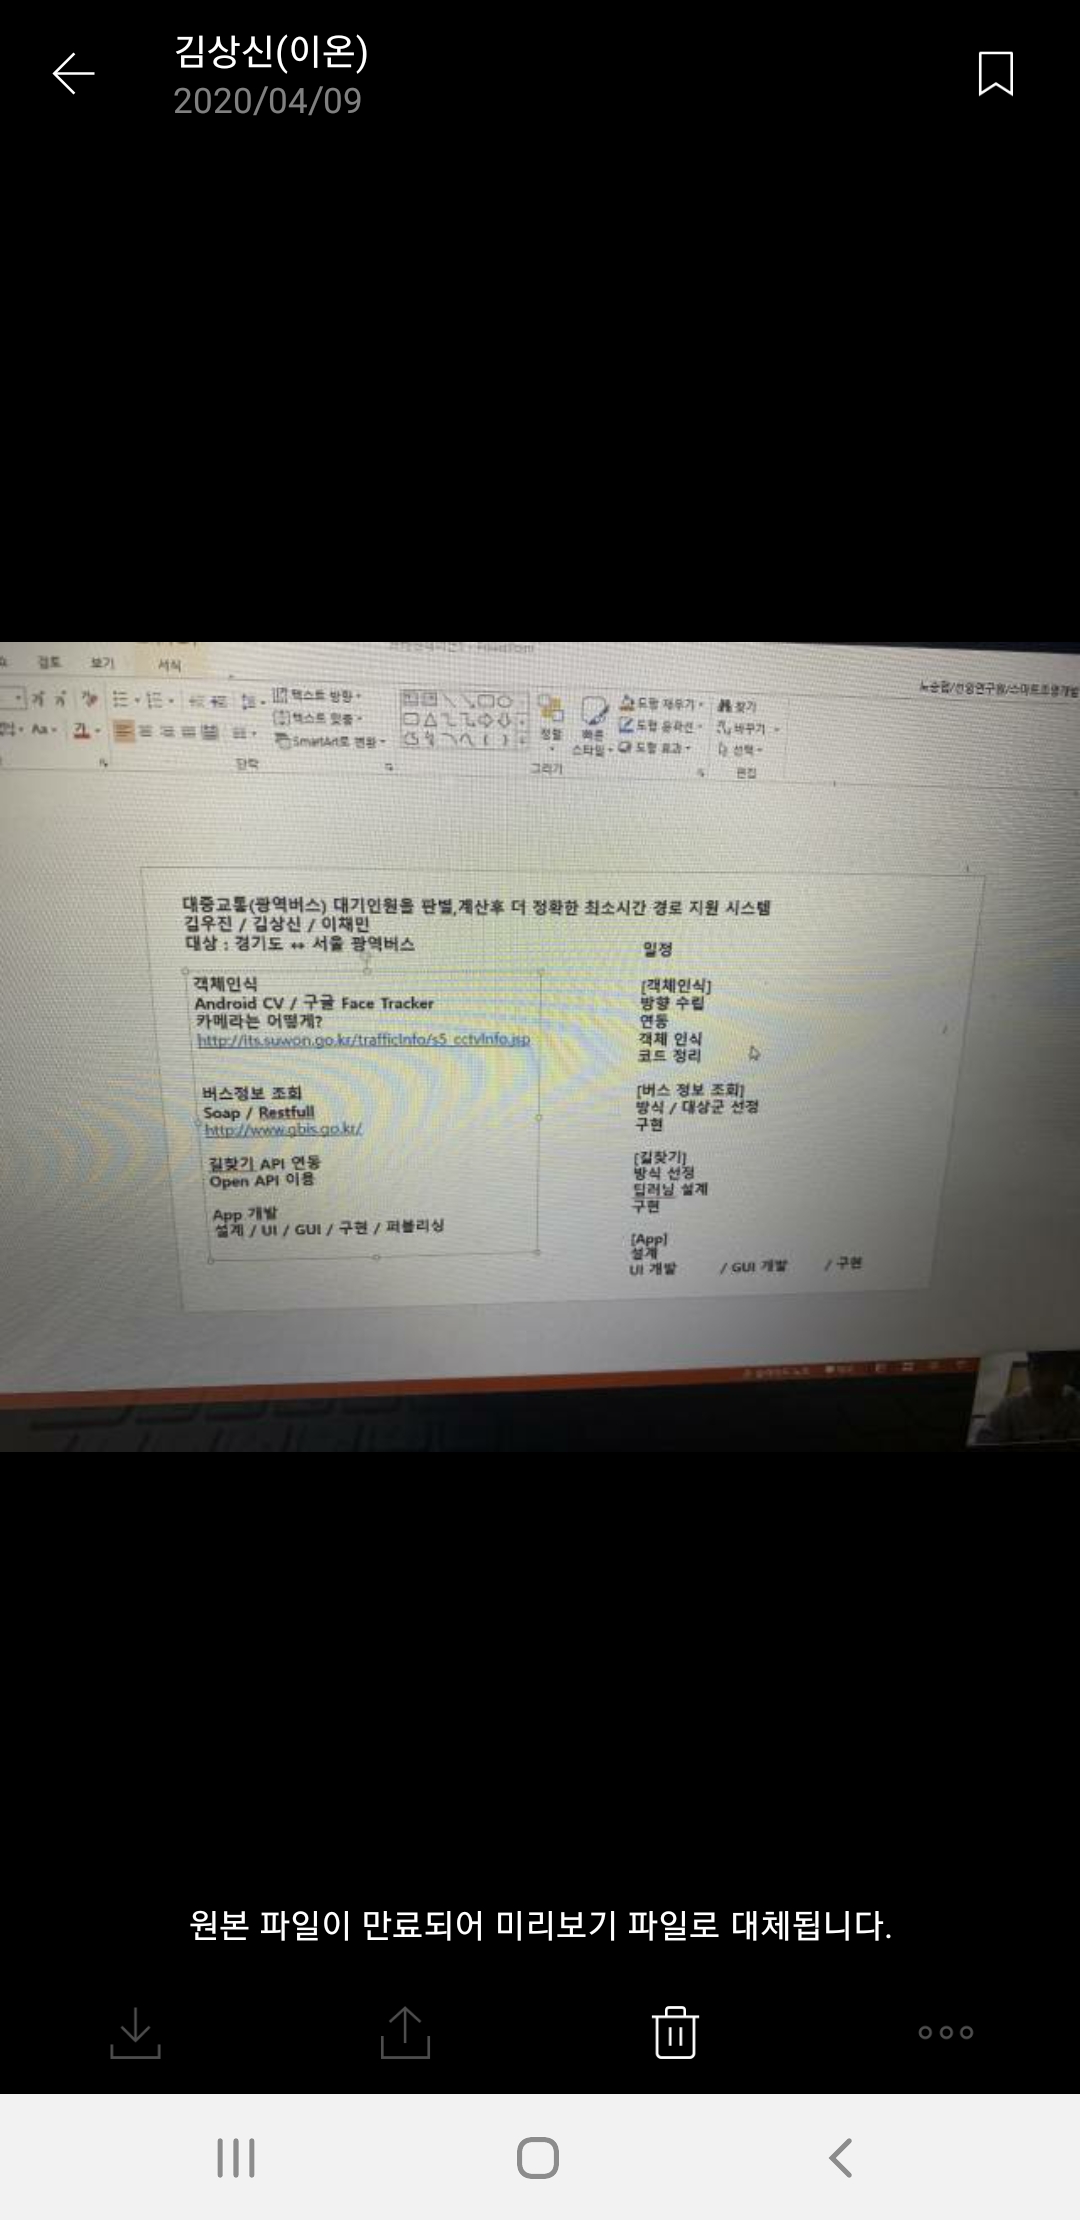 김상신(이온)
2020/04/09
검토 보기 서식
텍스트 방향
텍스트 맞춤
SmartArt로 변환
단락
정렬
빠른
스타일
그리기
도형 채우기
도형 윤곽선
도형 효과
찾기
바꾸기
선택
편집
대중교통(광역버스) 대기인원을 판별,계산후 더 정확한 최소시간 경로 지원 시스템
김우진 / 김상신 / 이채민
대상 : 경기도 ↔ 서울 광역버스
객체인식
Android CV / 구글 Face Tracker
카메라는 어떻게?
http://its.suwon.go.kr/trafficInfo/s5_cctvInfo.jsp
버스정보 조회
Soap / Restfull
http://www.gbis.go.kr/
길찾기 API 연동
Open API 이용
App 개발
설계 / UI / GUI / 구현 / 퍼블리싱
일정
[객체인식]
방향 수립
연동
객체 인식
코드 정리
[버스 정보 조회]
방식 / 대상군 선정
구현
[길찾기]
방식 선정
딥러닝 설계
구현
[App]
설계
UI 개발 / GUI 개발 / 구현
원본 파일이 만료되어 미리보기 파일로 대체됩니다.